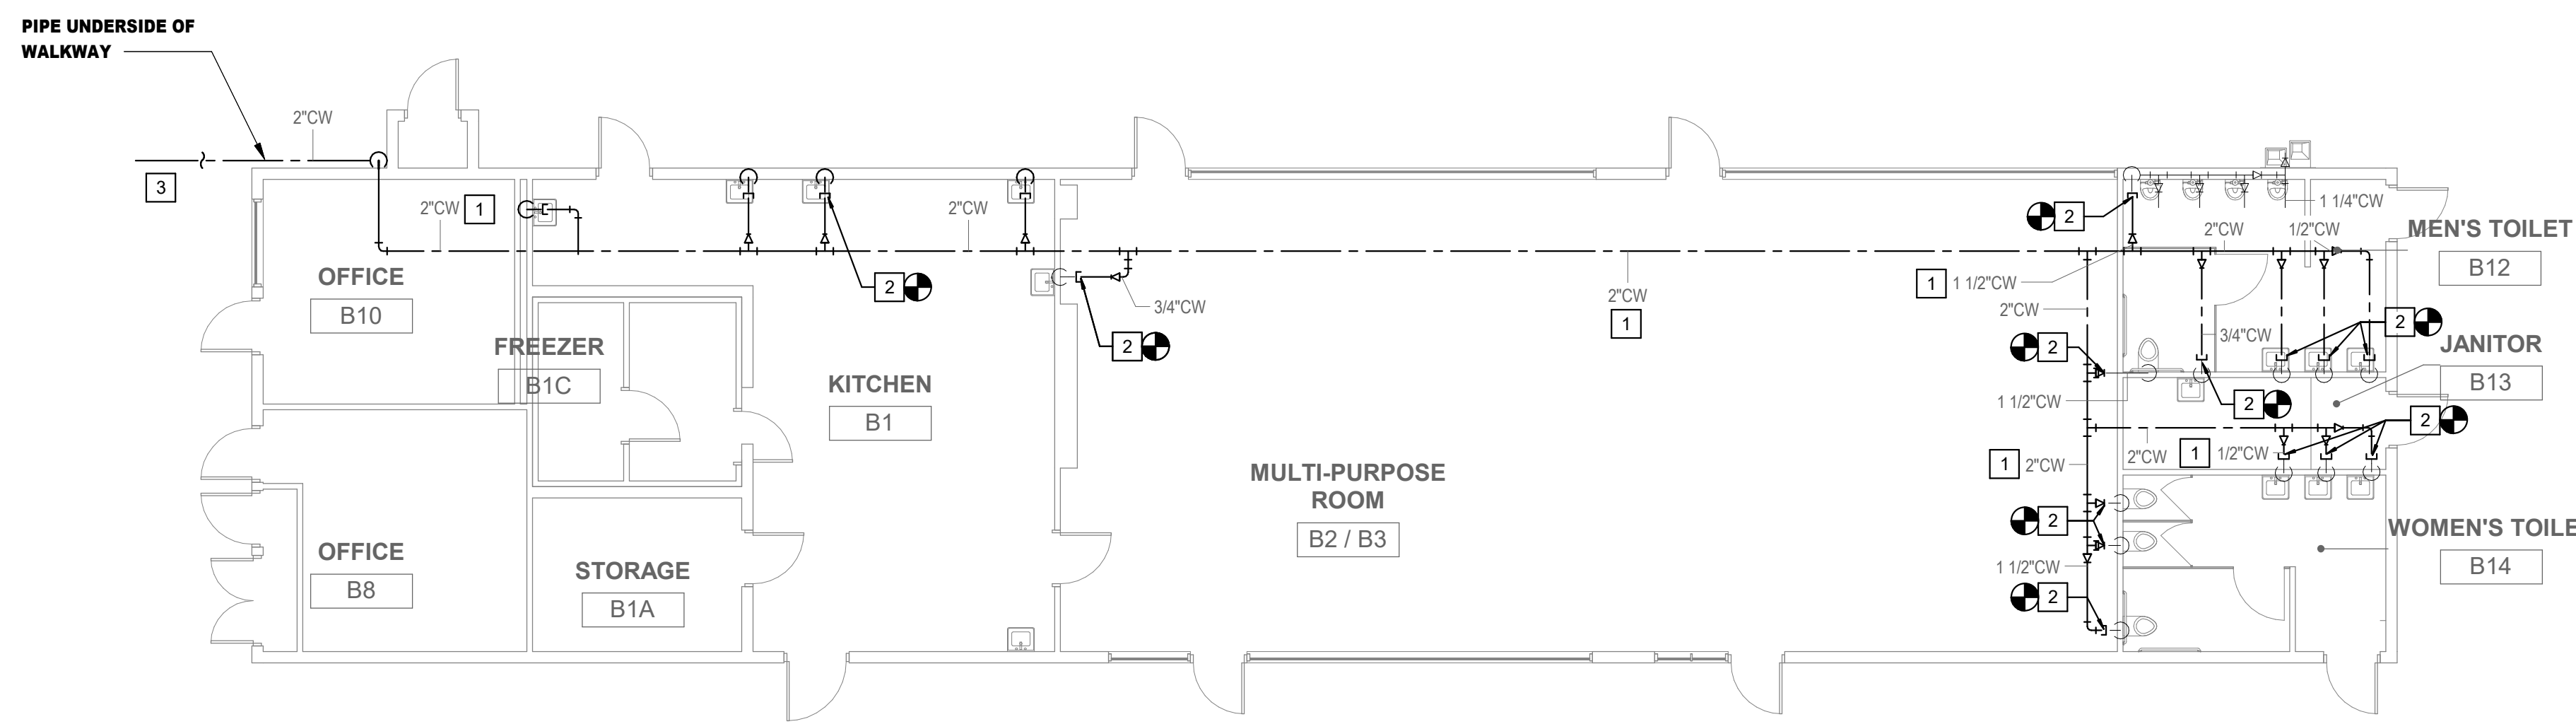 PIPE UNDERSIDE OF
WALKWAY
2"CW
3
2"CW
1
2"CW
OFFICE
B10
FREEZER
B1C
KITCHEN
B1
2
3/4"CW
2
OFFICE
B8
STORAGE
B1A
MULTI-PURPOSE
ROOM
B2 / B3
2"CW
1
2
1 1/4"CW
2"CW
1/2"CW
MEN'S TOILET
B12
1
1 1/2"CW
2"CW
2
3/4"CW
2
JANITOR
B13
1 1/2"CW
2
2
1
2"CW
2"CW
1
1/2"CW
2
1 1/2"CW
2
WOMEN'S TOILE
B14